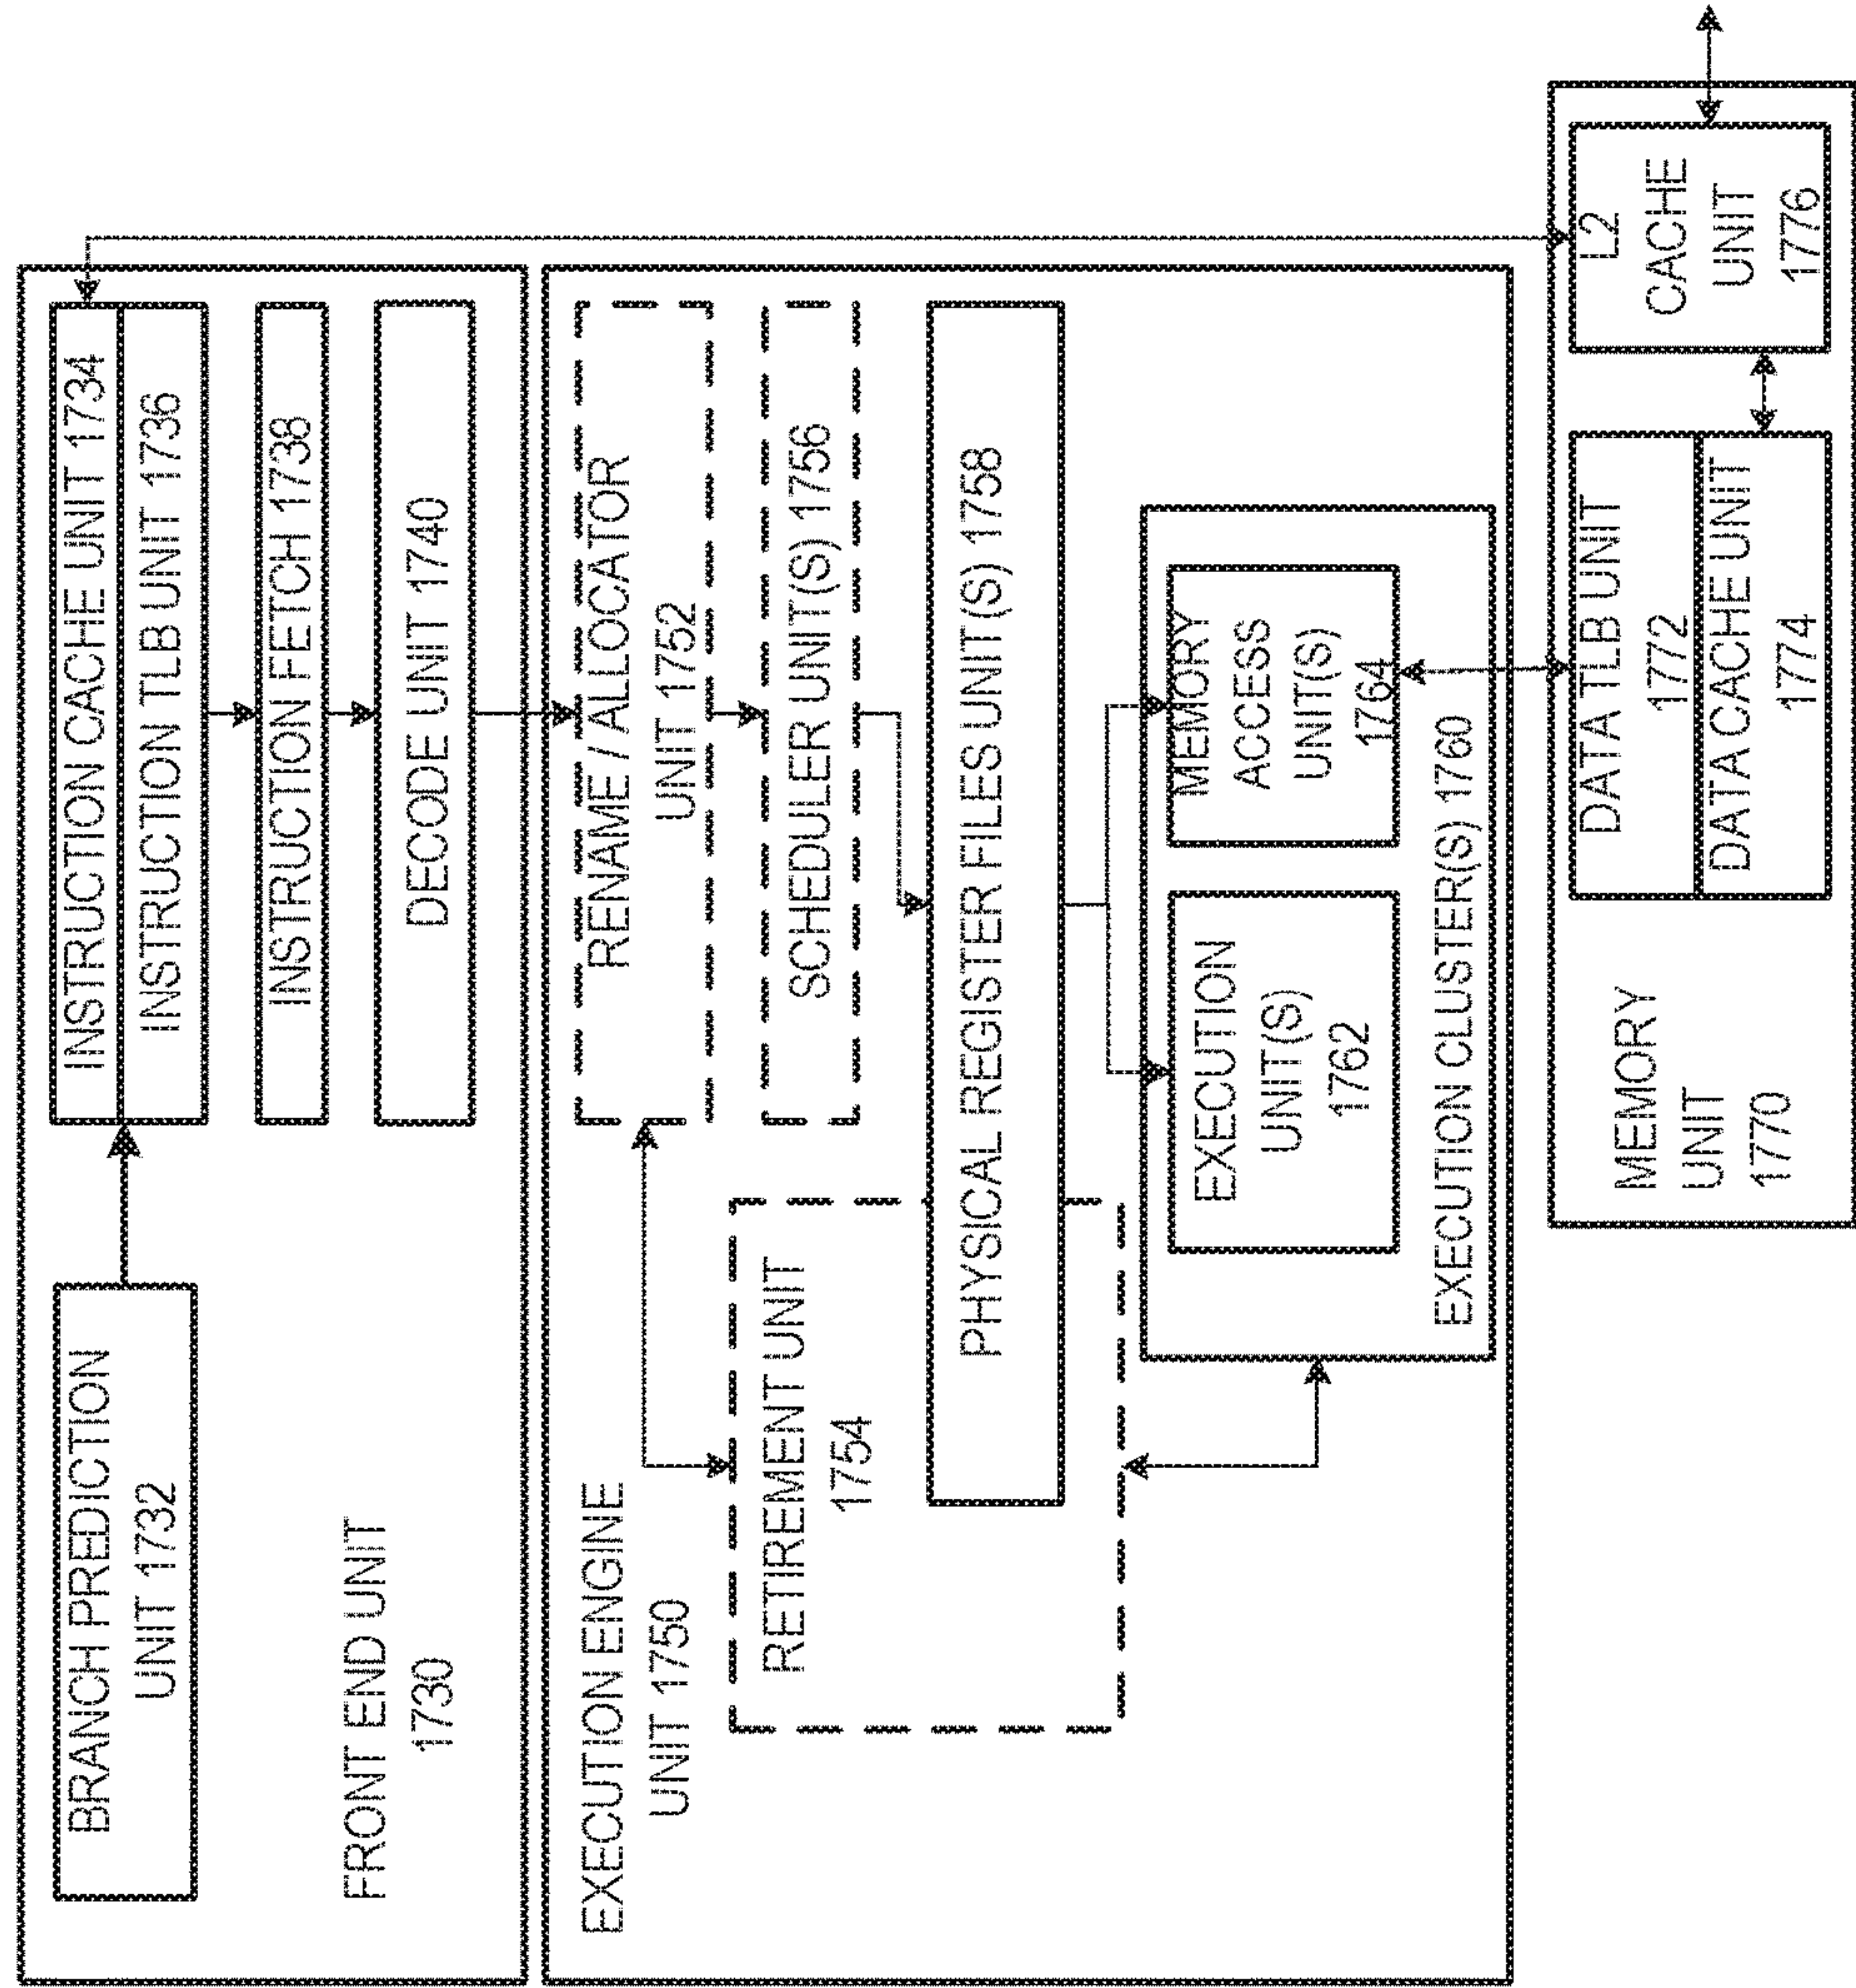 BRANCH PREDICTION
UNIT 1732
INSTRUCTION CACHE UNIT 1734
INSTRUCTION TLB UNIT 1736
INSTRUCTION FETCH 1738
FRONT END UNIT
1730
DECODE UNIT 1740
EXECUTION ENGINE
UNIT 1750
RENAME / ALLOCATOR
UNIT 1752
RETIREMENT UNIT
1754
SCHEDULER UNIT(S) 1756
PHYSICAL REGISTER FILES UNIT(S) 1758
EXECUTION
UNIT(S)
1762
MEMORY
ACCESS
UNIT(S)
1764
EXECUTION CLUSTER(S) 1760
MEMORY
UNIT
1770
DATA TLB UNIT
1772
DATA CACHE UNIT
1774
L2
CACHE
UNIT
1776